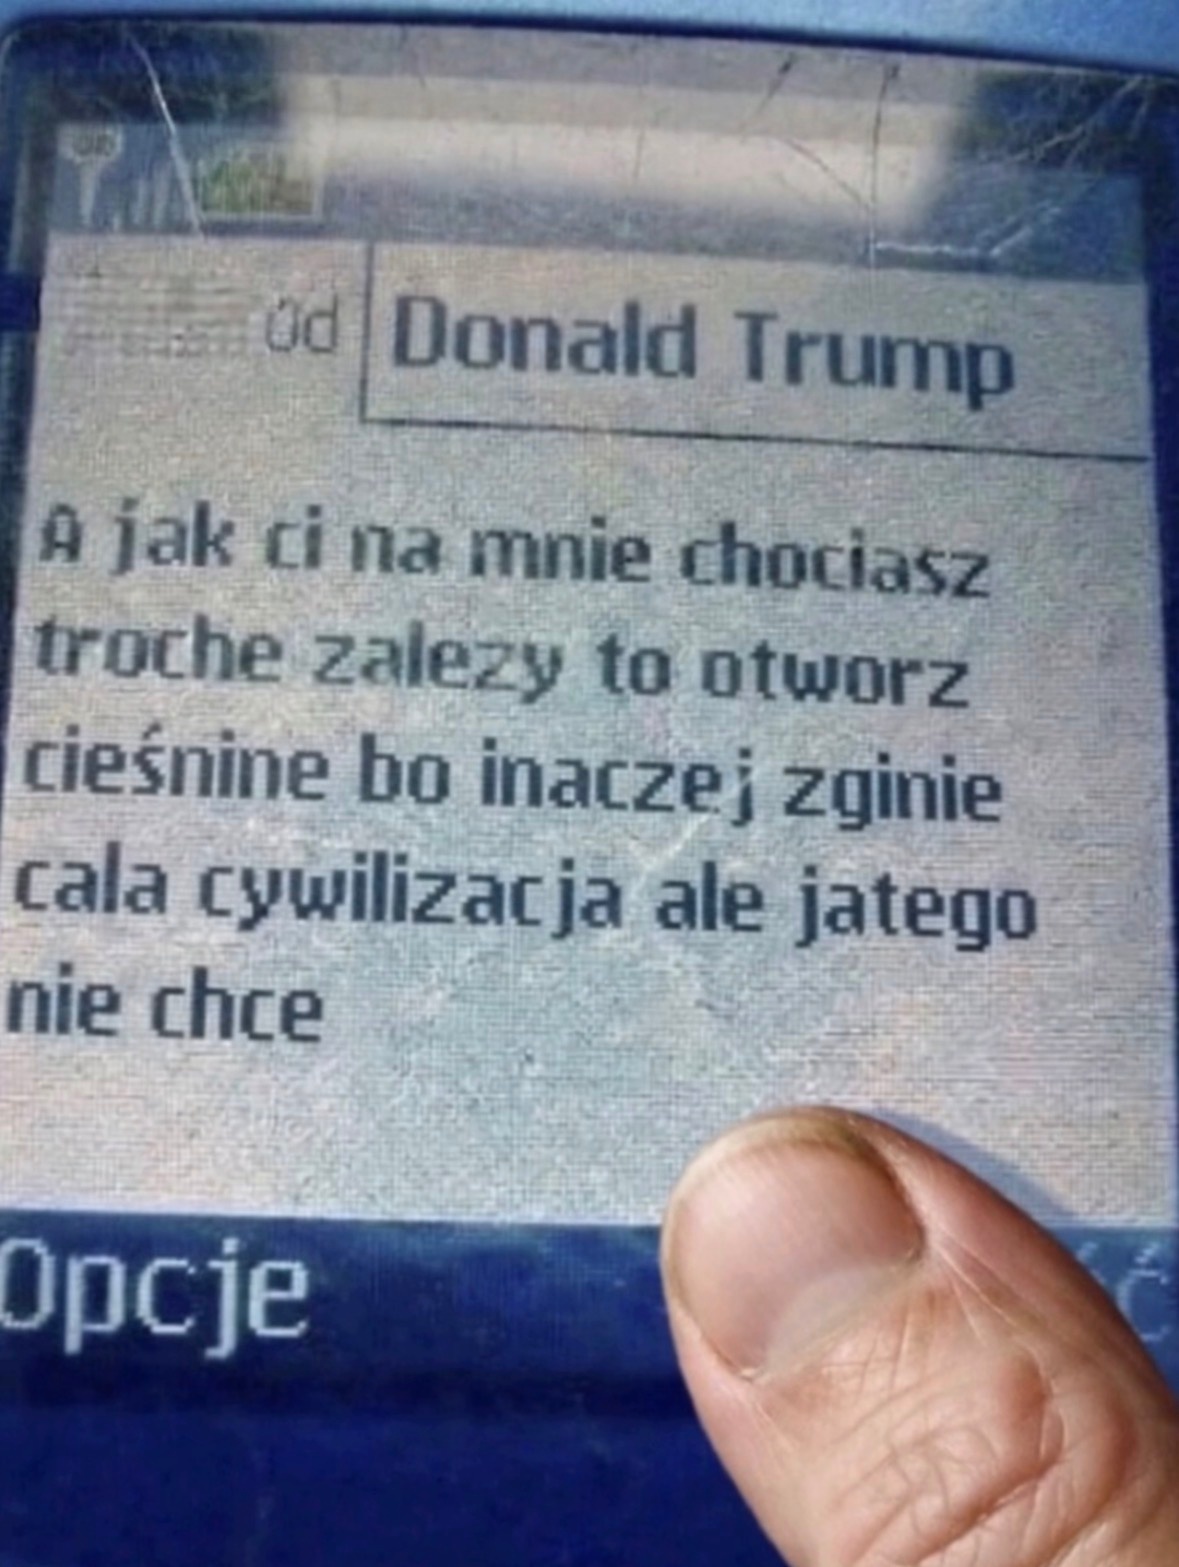 Od
Donald Trump
A jak ci na mnie chociasz
troche zalezy to otworz
cieśnine bo inaczej zginie
cala cywilizacja ale jatego
nie chce
Opcje